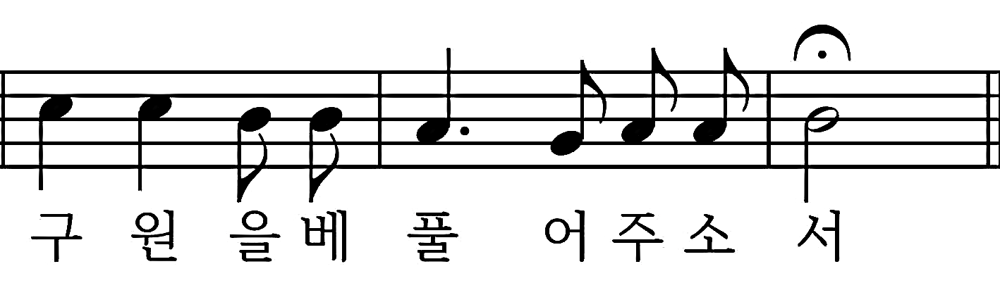 구 원 을 베 풀 어 주 소 서